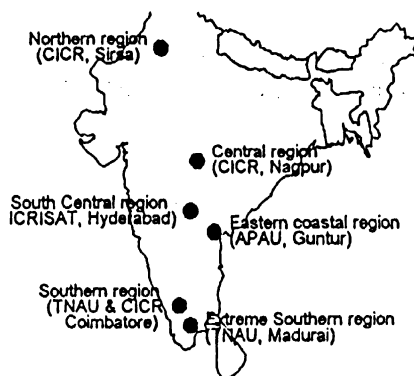 Northern region
(CICR, Sirsa)
Central region
(CICR, Nagpur)
South Central region
ICRISAT, Hyderabad)
Eastern coastal region
(APAU, Guntur)
Southern region
(TNAU & CICR
Coimbatore)
Extreme Southern region
(TNAU, Madurai)